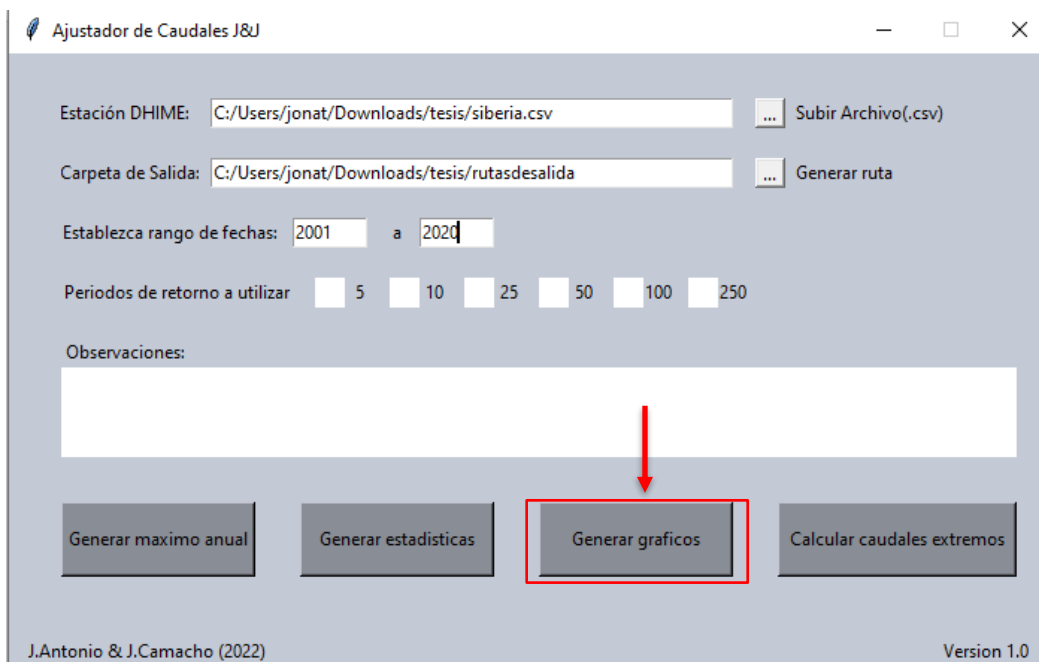 Ajustador de Caudales J&J
Estación DHIME: C:/Users/jonat/Downloads/tesis/siberia.csv ... Subir Archivo(.csv)
Carpeta de Salida: C:/Users/jonat/Downloads/tesis/rutasdesalida ... Generar ruta
Establezca rango de fechas: 2001 a 2020
Periodos de retorno a utilizar 5 10 25 50 100 250
Observaciones:
Generar maximo anual Generar estadisticas Generar graficos Calcular caudales extremos
J.Antonio & J.Camacho (2022) Version 1.0